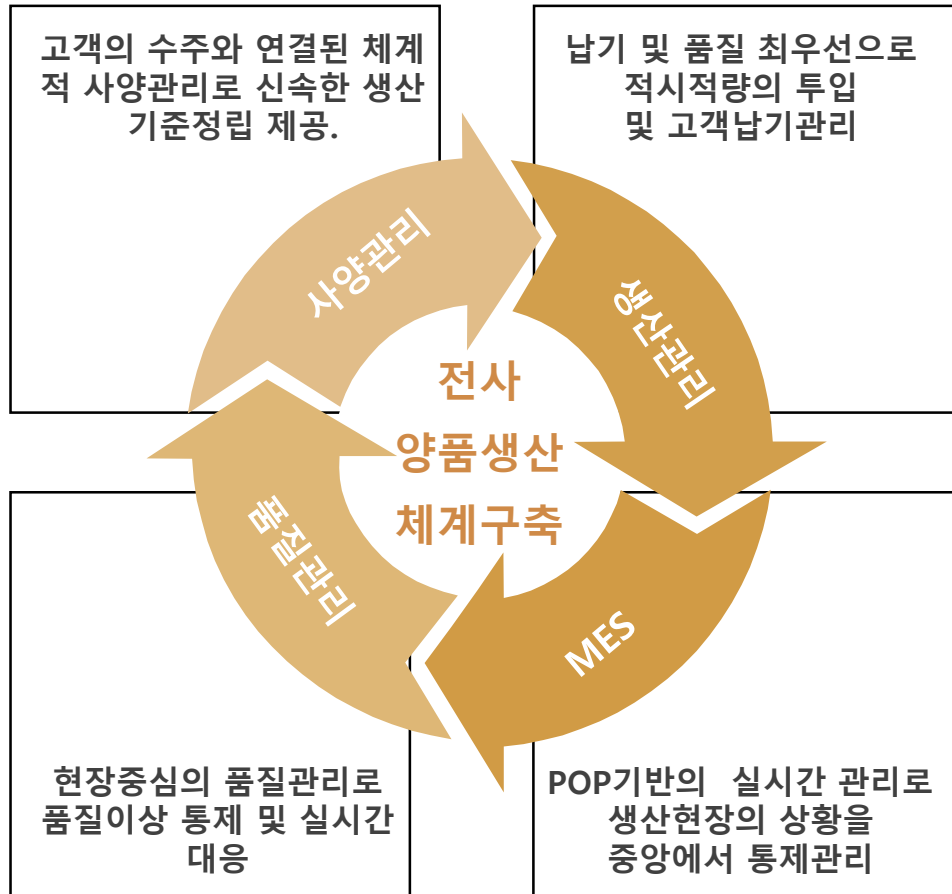 고객의 수주와 연결된 체계
적 사양관리로 신속한 생산
기준정립 제공.
납기 및 품질 최우선으로
적시적량의 투입
및 고객납기관리
사양관리
생산관리
전사
양품생산
체계구축
품질관리
MES
현장중심의 품질관리로
품질이상 통제 및 실시간
대응
POP기반의  실시간 관리로
생산현장의 상황을
중앙에서 통제관리